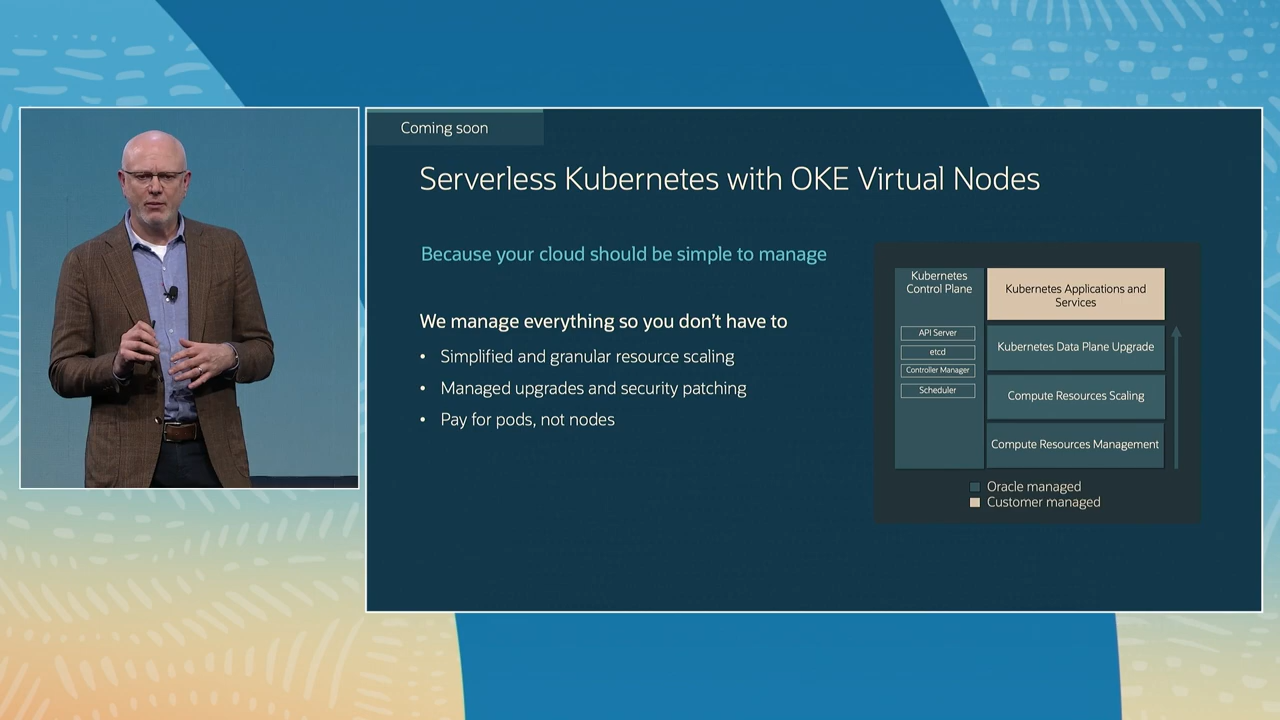 Coming soon
Serverless Kubernetes with OKE Virtual Nodes
Because your cloud should be simple to manage
We manage everything so you don't have to
• Simplified and granular resource scaling
• Managed upgrades and security patching
• Pay for pods, not nodes
Kubernetes
Control Plane
API Server
etcd
Controller Manager
Scheduler
Kubernetes Applications and
Services
Kubernetes Data Plane Upgrade
Compute Resources Scaling
Compute Resources Management
Oracle managed
Customer managed